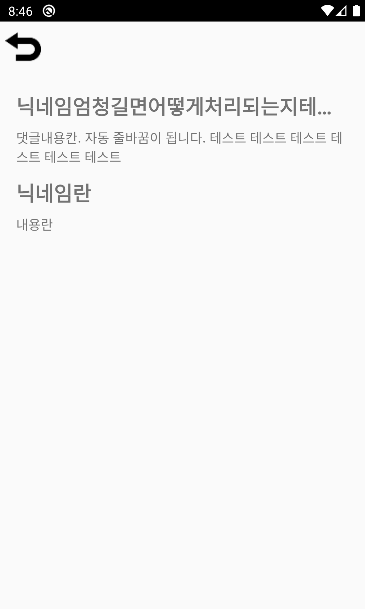 8:46
닉네임엄청길면어떻게처리되는지테...
댓글내용칸. 자동 줄바꿈이 됩니다. 테스트 테스트 테스트 테
스트 테스트 테스트
닉네임란
내용란